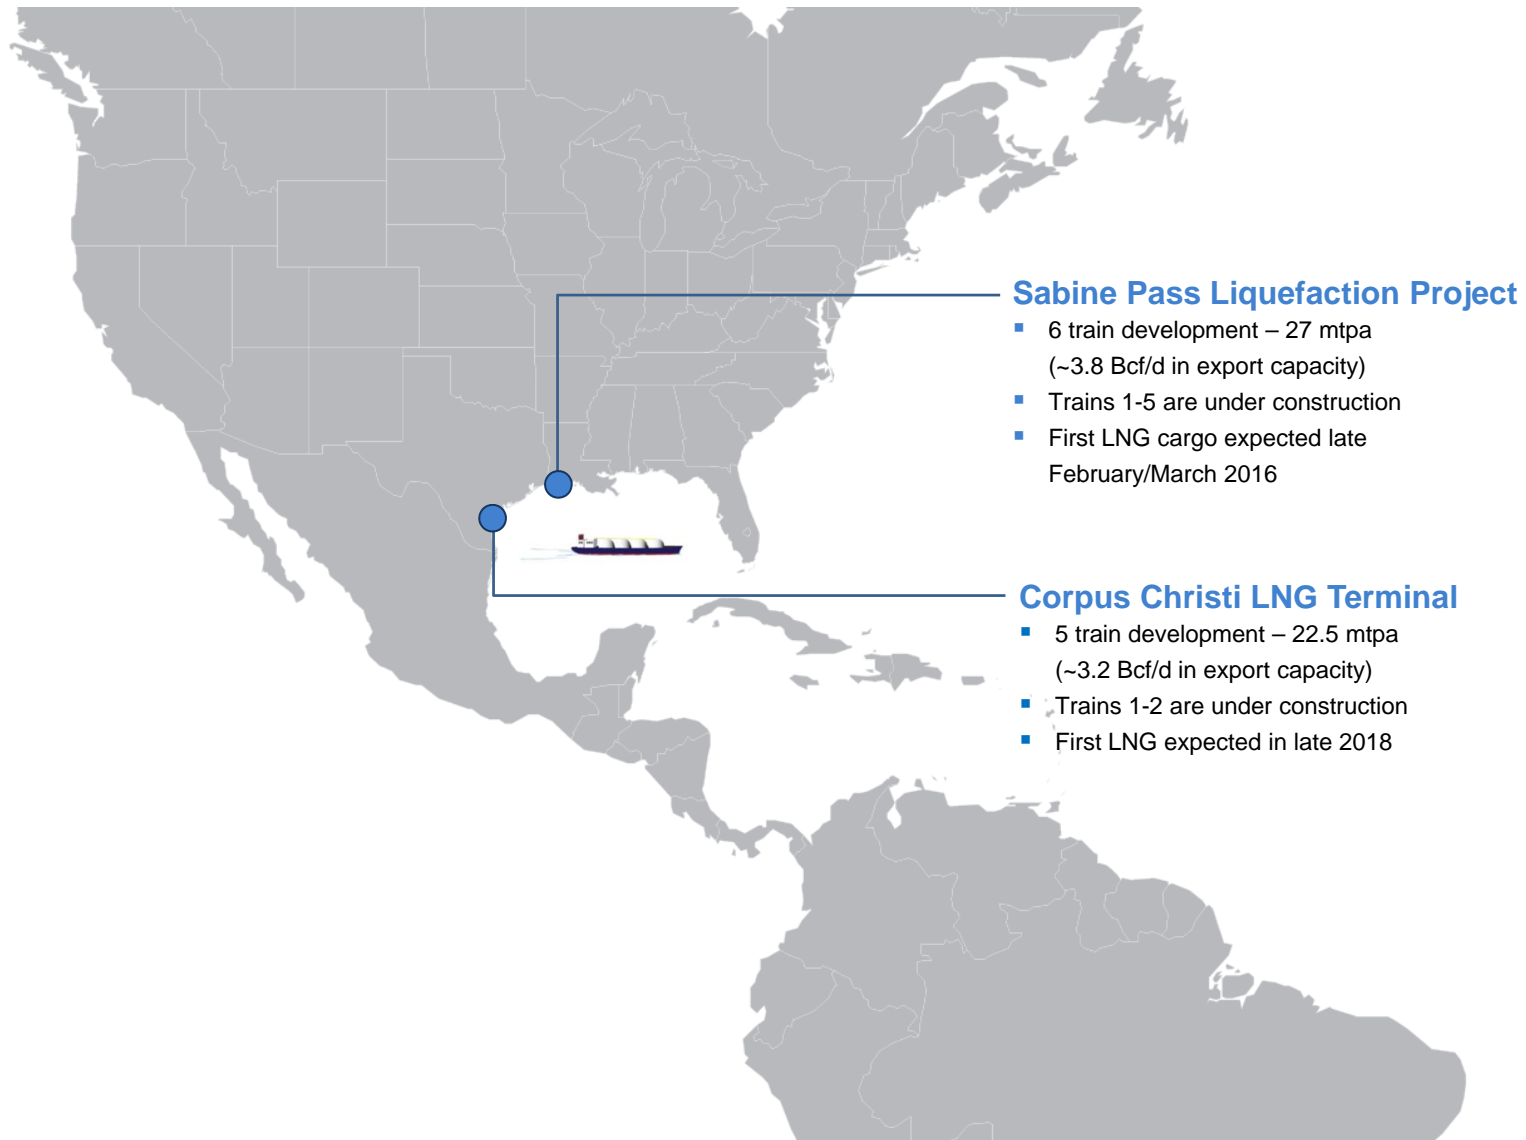 Sabine Pass Liquefaction Project
▪ 6 train development – 27 mtpa
(~3.8 Bcf/d in export capacity)
▪ Trains 1-5 are under construction
▪ First LNG cargo expected late
February/March 2016
Corpus Christi LNG Terminal
▪ 5 train development – 22.5 mtpa
(~3.2 Bcf/d in export capacity)
▪ Trains 1-2 are under construction
▪ First LNG expected in late 2018